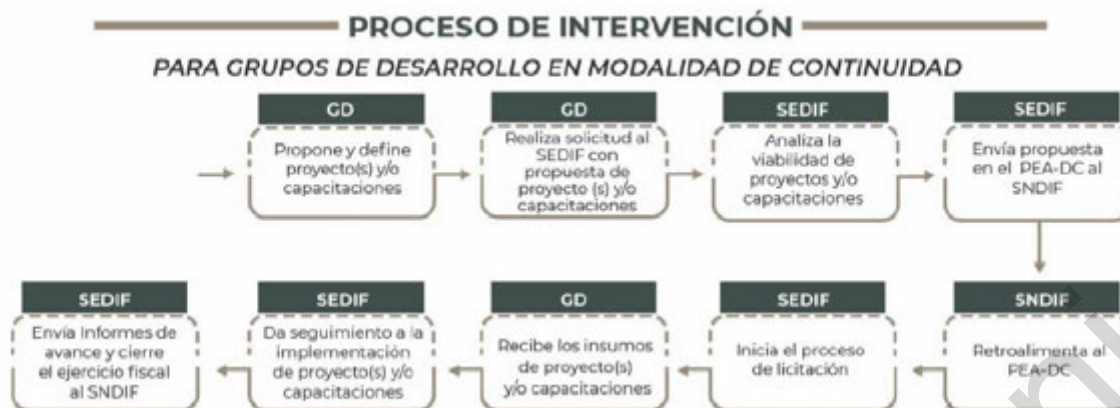 PROCESO DE INTERVENCIÓN
PARA GRUPOS DE DESARROLLO EN MODALIDAD DE CONTINUIDAD
GD
Propone y define
proyecto(s) y/o
capacitaciones
GD
Realiza solicitud al
SEDIF con
propuesta de
proyecto (s) y/o
capacitaciones
SEDIF
Analiza la
viabilidad de
proyectos y/o
capacitaciones
SEDIF
Envía propuesta
en el PEA-DC al
SNDIF
SNDIF
Retroalimenta al
PEA-DC
SEDIF
Inicia el proceso
de licitación
GD
Recibe los insumos
de proyecto(s)
y/o capacitaciones
SEDIF
Da seguimiento a la
implementación
de proyecto(s) y/o
capacitaciones
SEDIF
Envía Informes de
avance y cierre
el ejercicio fiscal
al SNDIF